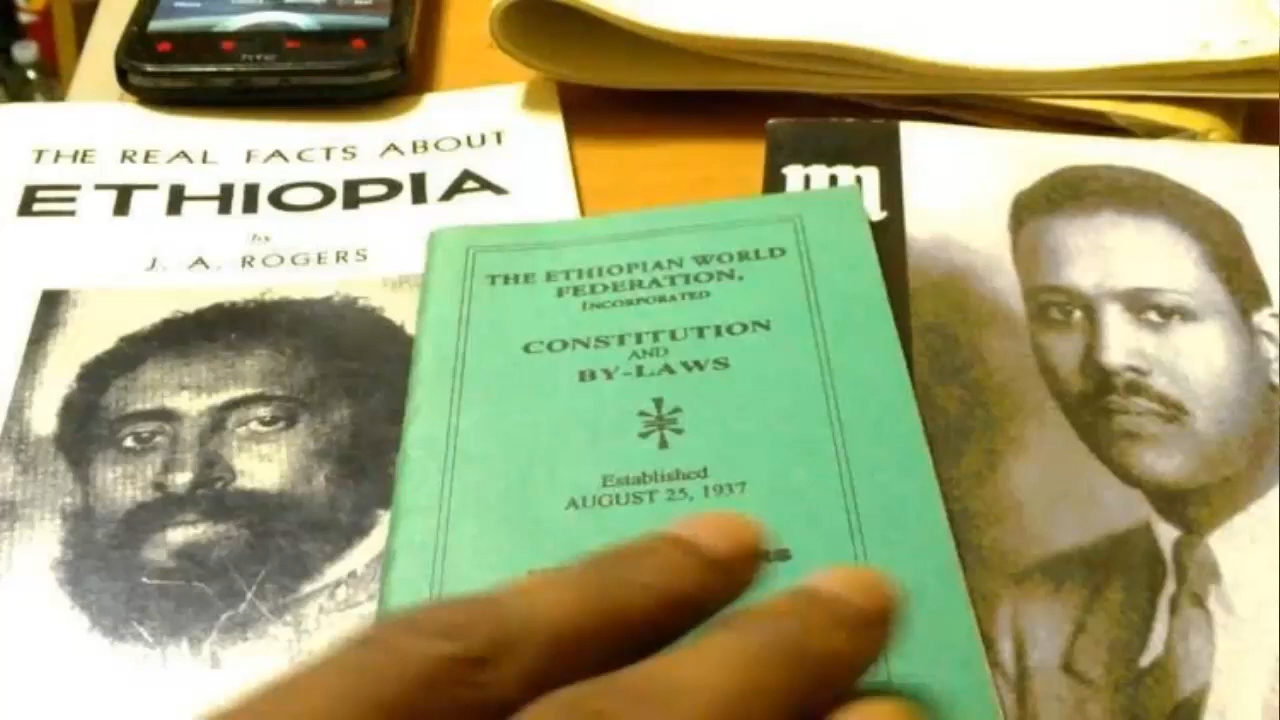 THE REAL FACTS ABOUT
ETHIOPIA
by
J. A. ROGERS
THE ETHIOPIAN WORLD
FEDERATION,
INCORPORATED
CONSTITUTION
AND
BY-LAWS
Established
AUGUST 25, 1937